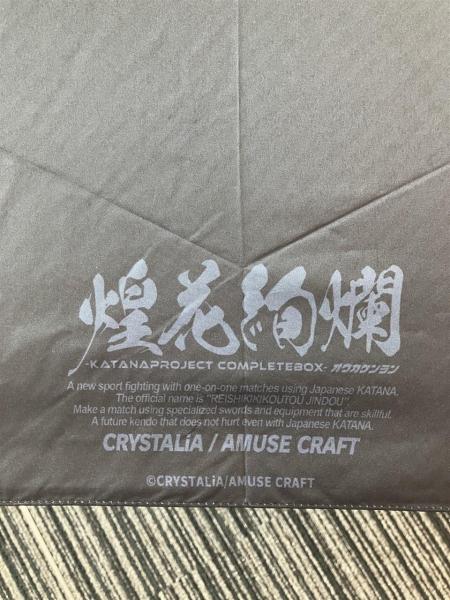 煌花絢爛
-KATANAPROJECT COMPLETEBOX- オウカケンラン
A new sport fighting with one-on-one matches using Japanese KATANA.
The official name is "REISHIKIKIKOUTOU JINDOU".
Make a match using specialized swords and equipment that are skillful.
A future kendo that does not hurt even with Japanese KATANA.
CRYSTALiA / AMUSE CRAFT
©CRYSTALiA/AMUSE CRAFT